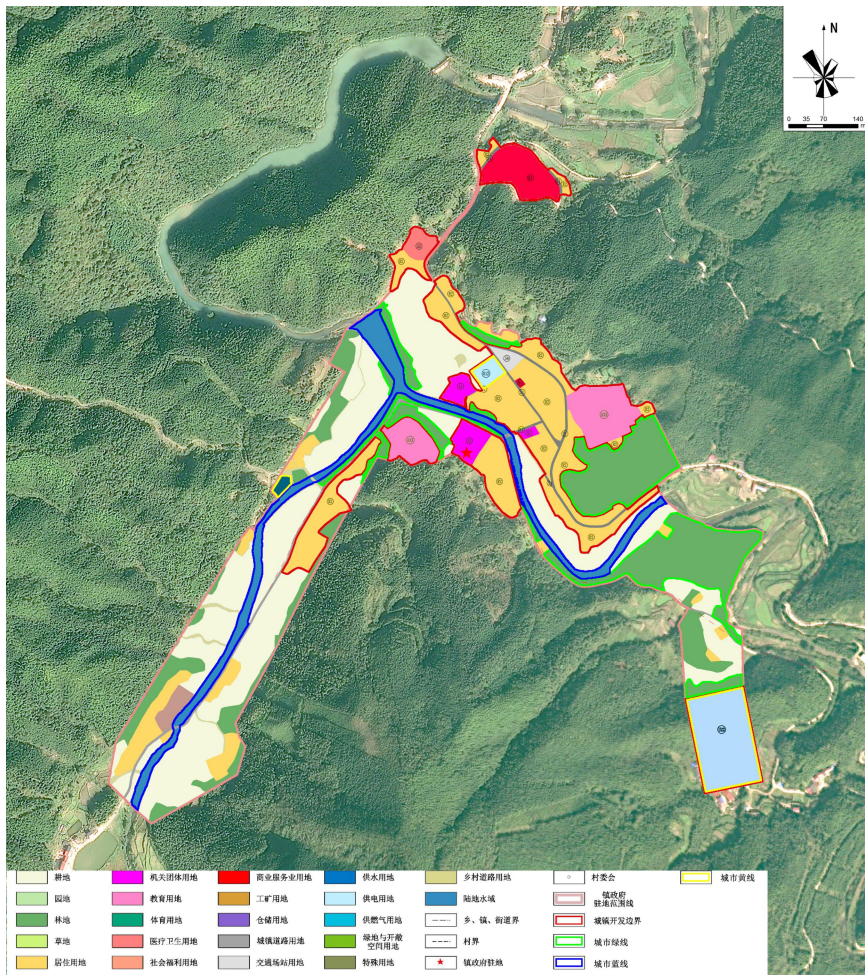 N
0 35 70 140
m
耕地 机关团体用地 商业服务业用地 供水用地 乡村道路用地 村委会 城市黄线
园地 教育用地 工矿用地 供电用地 陆地水域 镇政府
驻地范围线
林地 体育用地 仓储用地 供燃气用地 乡、镇、街道界 城镇开发边界
草地 医疗卫生用地 城镇道路用地 绿地与开敞
空间用地 村界 城市绿线
居住用地 社会福利用地 交通场站用地 特殊用地 镇政府驻地 城市蓝线